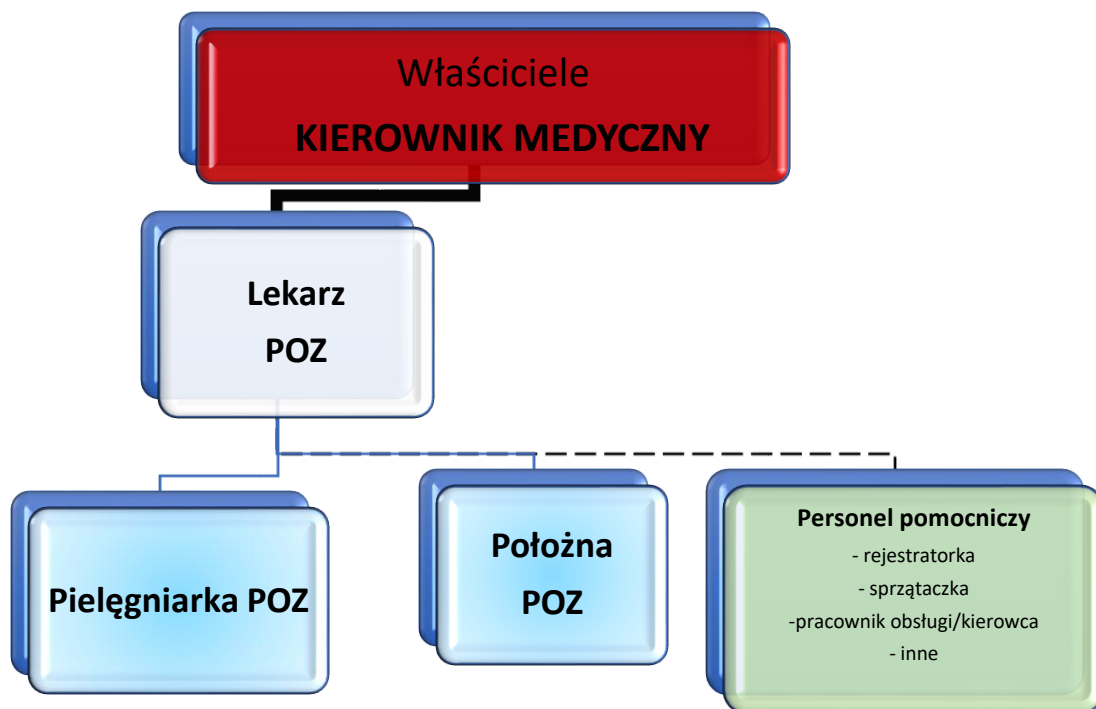 Właściciele
KIEROWNIK MEDYCZNY
Lekarz
POZ
Pielęgniarka POZ
Położna
POZ
Personel pomocniczy
- rejestratorka
- sprzątaczka
-pracownik obsługi/kierowca
- inne